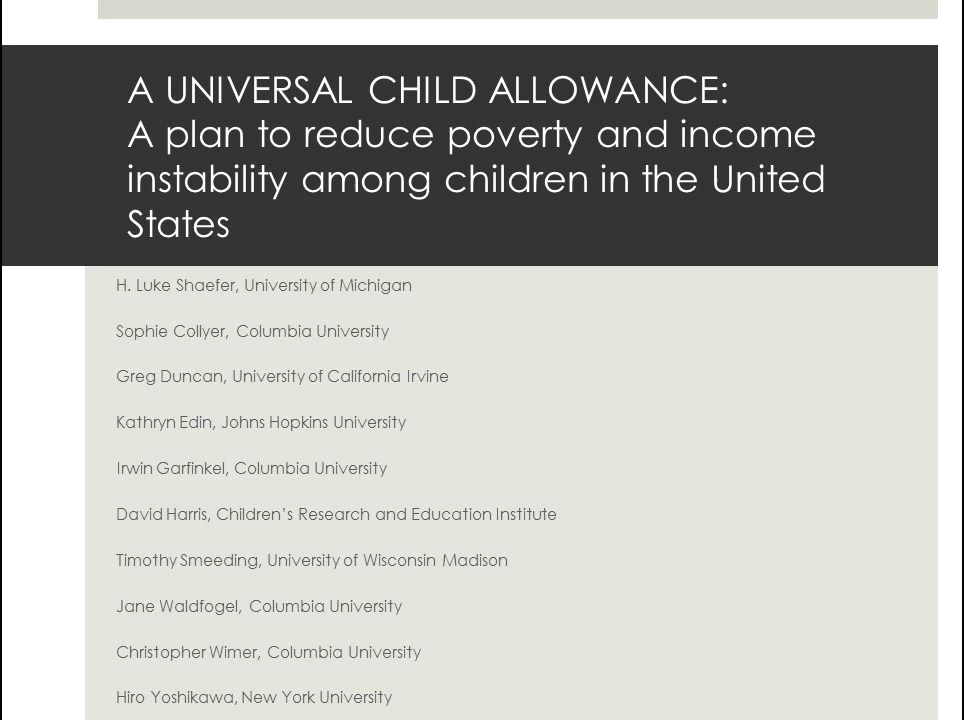 A UNIVERSAL CHILD ALLOWANCE:
A plan to reduce poverty and income
instability among children in the United
States
H. Luke Shaefer, University of Michigan
Sophie Collyer, Columbia University
Greg Duncan, University of California Irvine
Kathryn Edin, Johns Hopkins University
Irwin Garfinkel, Columbia University
David Harris, Children’s Research and Education Institute
Timothy Smeeding, University of Wisconsin Madison
Jane Waldfogel, Columbia University
Christopher Wimer, Columbia University
Hiro Yoshikawa, New York University